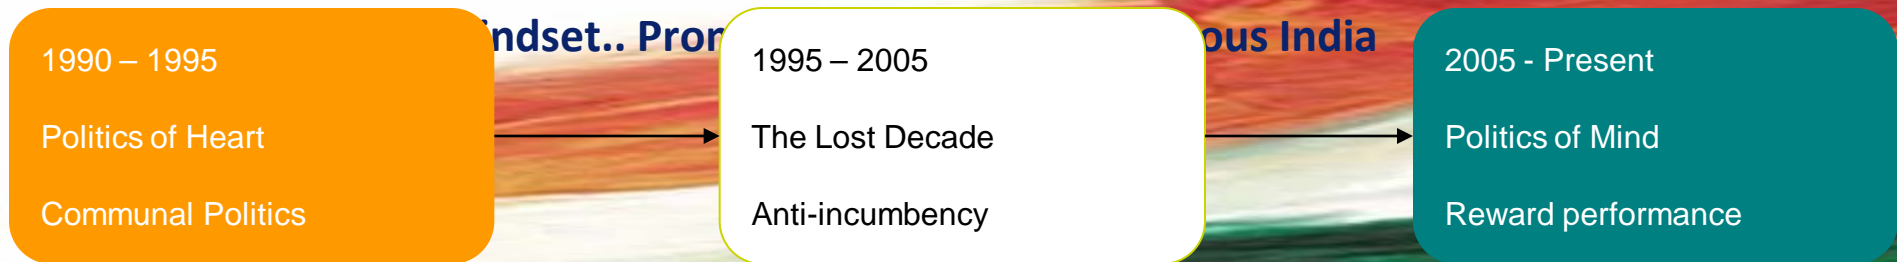 ndset.. Pron ous India
1990 – 1995
Politics of Heart
Communal Politics
1995 – 2005
The Lost Decade
Anti-incumbency
2005 - Present
Politics of Mind
Reward performance